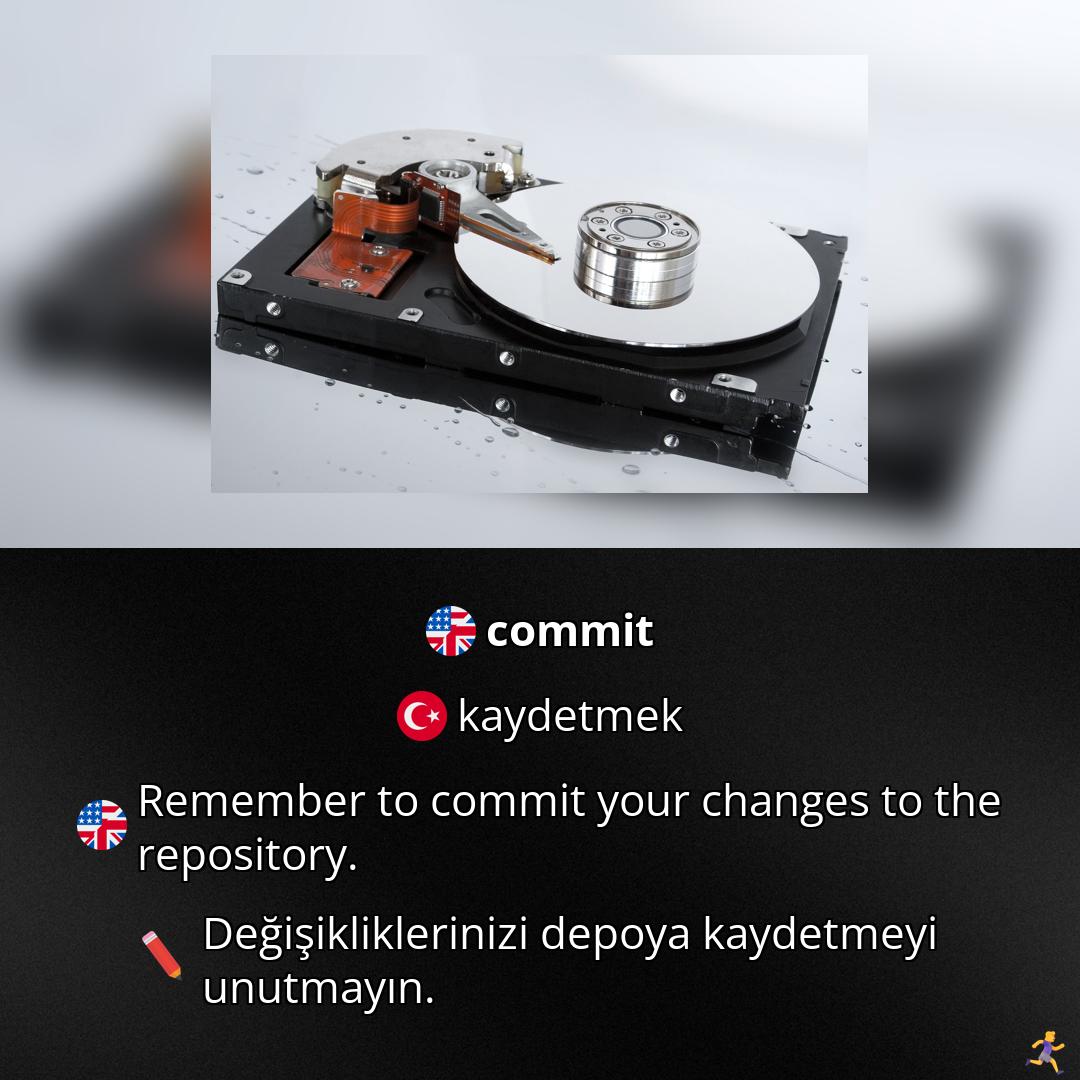 commit
kaydetmek
Remember to commit your changes to the
repository.
Değişikliklerinizi depoya kaydetmeyi
unutmayın.